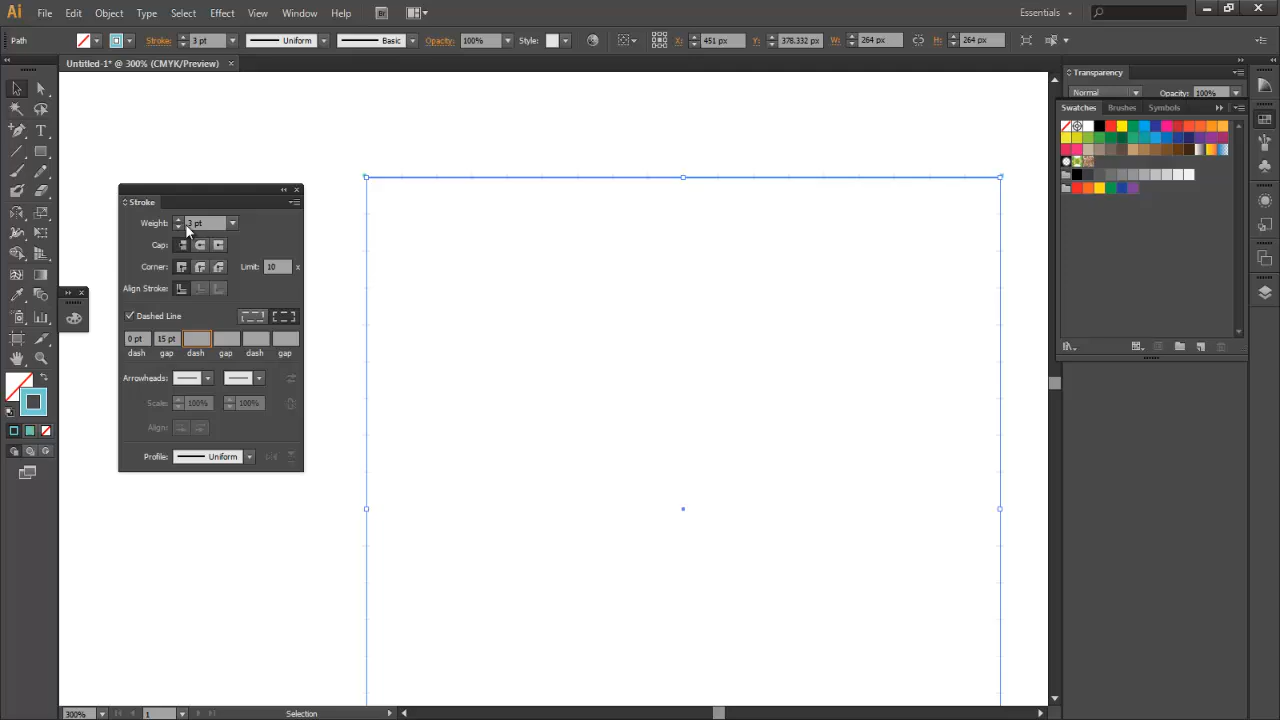 Ai File Edit Object Type Select Effect View Window Help Br Essentials
Path Stroke: 3 pt Uniform Basic Opacity: 100% Style: X: 451 px Y: 378.332 px W: 264 px H: 264 px
Untitled-1* @ 300% (CMYK/Preview)
Transparency
Normal Opacity: 100%
Swatches Brushes Symbols
Stroke
Weight: 3 pt
Cap:
Corner: Limit: 10 x
Align Stroke:
Dashed Line
0 pt 15 pt
dash gap dash gap dash gap
Arrowheads:
Scale: 100% 100%
Align:
Profile: Uniform
300% 1 Selection